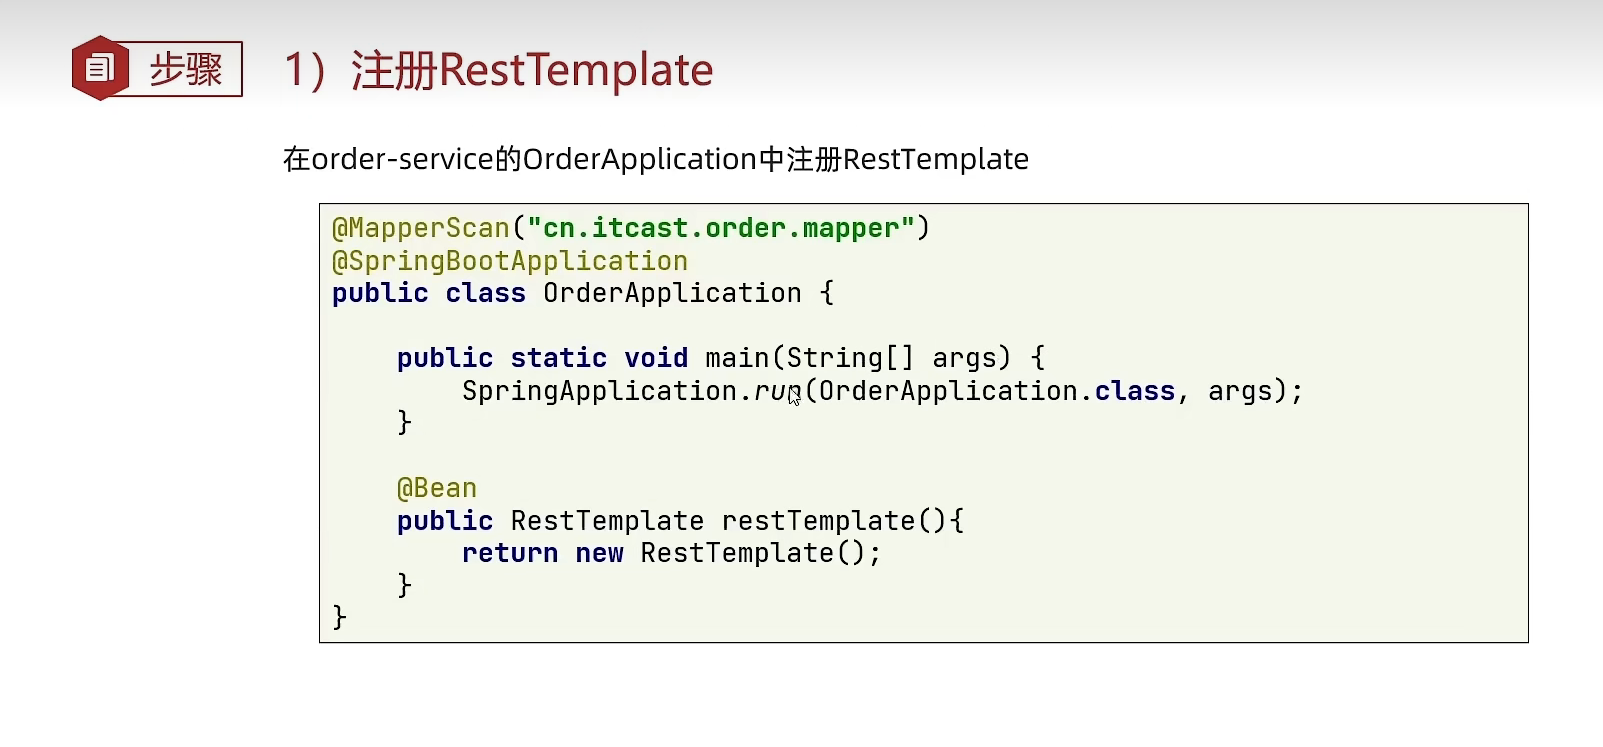 步骤
1）注册RestTemplate
在order-service的OrderApplication中注册RestTemplate
@MapperScan("cn.itcast.order.mapper")
@SpringBootApplication
public class OrderApplication {
public static void main(String[] args) {
SpringApplication.run(OrderApplication.class, args);
}
@Bean
public RestTemplate restTemplate(){
return new RestTemplate();
}
}